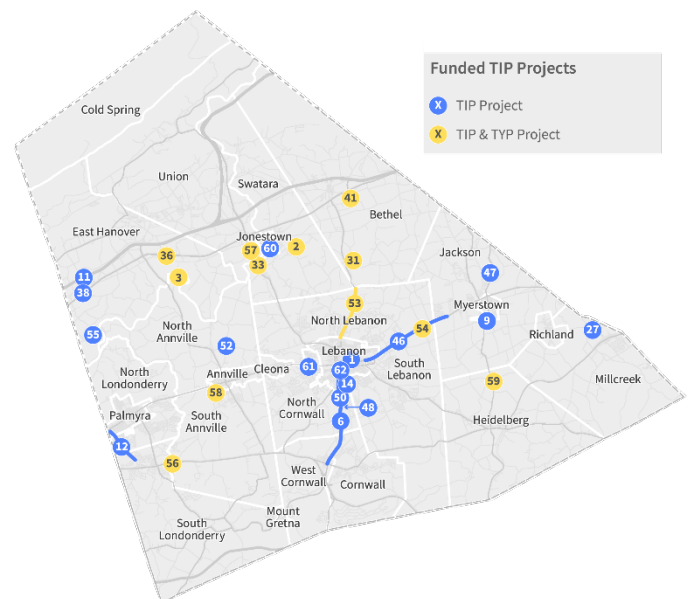 Funded TIP Projects
X TIP Project
X TIP & TYP Project
Cold Spring
Union
Swatara
41
Bethel
East Hanover
Jonestown
36
57
60
2
33
31
Jackson
47
11
3
38
53
Myerstown
North Lebanon
9
54
27
55
North
Annville
52
46
Richland
Lebanon
1
61
62
South
Lebanon
Annville
Cleona
North
Londonderry
14
59
Millcreek
58
50
48
North
Cornwall
Palmyra
South
Annville
6
Heidelberg
12
56
West
Cornwall
Cornwall
Mount
Gretna
South
Londonderry